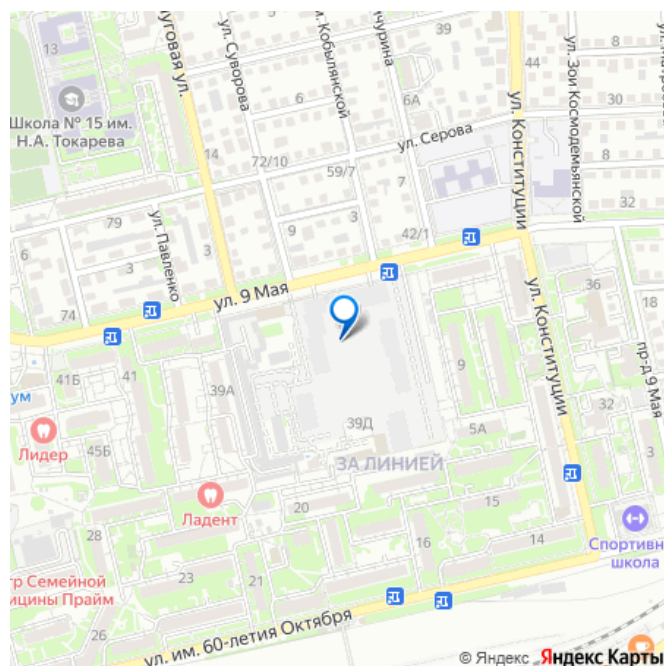 13
Луговая ул.
ул. Суворова
м. Кобылянской
ичурина
39
44
ул. Зои Космодемьянской
6
6А
30
Школа № 15 им.
Н.А. Токарева
14
72/10
59/7
ул. Серова
ул. Конституции
8
8
7
32
79
ул. Павленко
3
3
9
9
42/1
74
ул. 9 Мая
36
18
41Б
41
39А
9
ул. Конституции
пр-д 9 Мая
ум
Лидер
45Б
39Д
5А
32
3
ЗА ЛИНИЕЙ
Ладент
20
15
28
16
14
Спортивн
школа
тр Семейной
ицины Прайм
23
21
26
ул. им. 60-летия Октября
© Яндекс Яндекс Карты